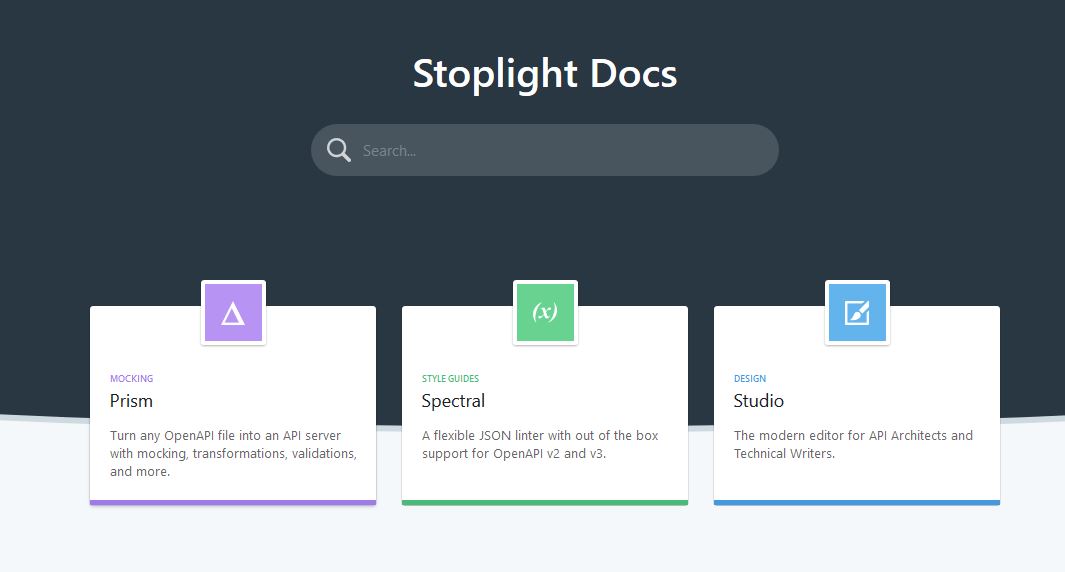 Stoplight Docs
Search...
(x)
MOCKING
Prism
Turn any OpenAPI file into an API server
with mocking, transformations, validations,
and more.
STYLE GUIDES
Spectral
A flexible JSON linter with out of the box
support for OpenAPI v2 and v3.
DESIGN
Studio
The modern editor for API Architects and
Technical Writers.